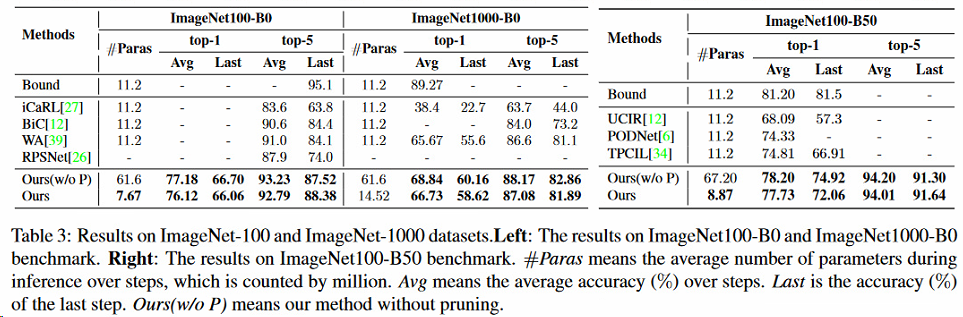 Methods ImageNet100-B0 ImageNet1000-B0
#Paras top-1 top-5 #Paras top-1 top-5
Avg Last Avg Last Avg Last Avg Last
Bound 11.2 - - - 95.1 11.2 89.27 - - -
iCaRL[27] 11.2 - - 83.6 63.8 11.2 38.4 22.7 63.7 44.0
BiC[12] 11.2 - - 90.6 84.4 11.2 - - 84.0 73.2
WA[39] 11.2 - - 91.0 84.1 11.2 65.67 55.6 86.6 81.1
RPSNet[26] - - 87.9 74.0 - - - - -
Ours(w/o P) 61.6 77.18 66.70 93.23 87.52 61.6 68.84 60.16 88.17 82.86
Ours 7.67 76.12 66.06 92.79 88.38 14.52 66.73 58.62 87.08 81.89
Methods ImageNet100-B50
#Paras top-1 top-5
Avg Last Avg Last
Bound 11.2 81.20 81.5 - -
UCIR[12] 11.2 68.09 57.3 - -
PODNet[6] 11.2 74.33 - - -
TPCIL[34] 11.2 74.81 66.91 - -
Ours(w/o P) 67.20 78.20 74.92 94.20 91.30
Ours 8.87 77.73 72.06 94.01 91.64
Table 3: Results on ImageNet-100 and ImageNet-1000 datasets.Left: The results on ImageNet100-B0 and ImageNet1000-B0
benchmark. Right: The results on ImageNet100-B50 benchmark. #Paras means the average number of parameters during
inference over steps, which is counted by million. Avg means the average accuracy (%) over steps. Last is the accuracy (%)
of the last step. Ours(w/o P) means our method without pruning.